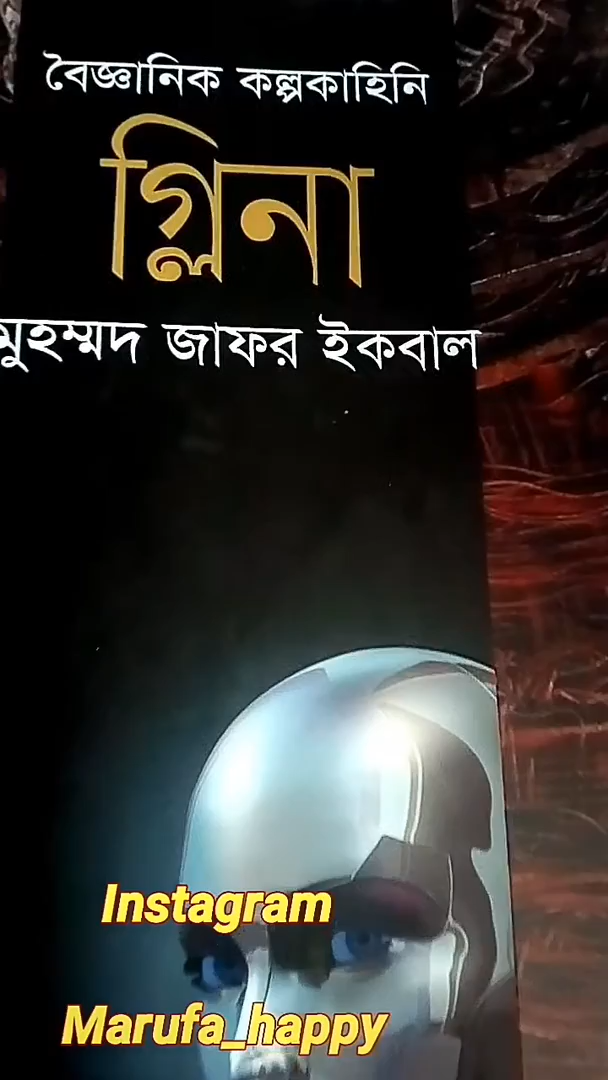 বৈজ্ঞানিক কল্পকাহিনি
গ্লিনা
মুহম্মদ জাফর ইকবাল
Instagram
Marufa_happy